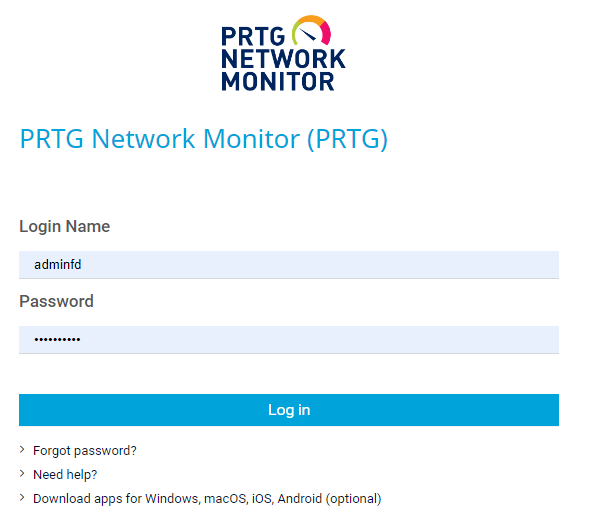 PRTG
NETWORK
MONITOR
PRTG Network Monitor (PRTG)
Login Name
adminfd
Password
••••••••••
Log in
Forgot password?
Need help?
Download apps for Windows, macOS, iOS, Android (optional)